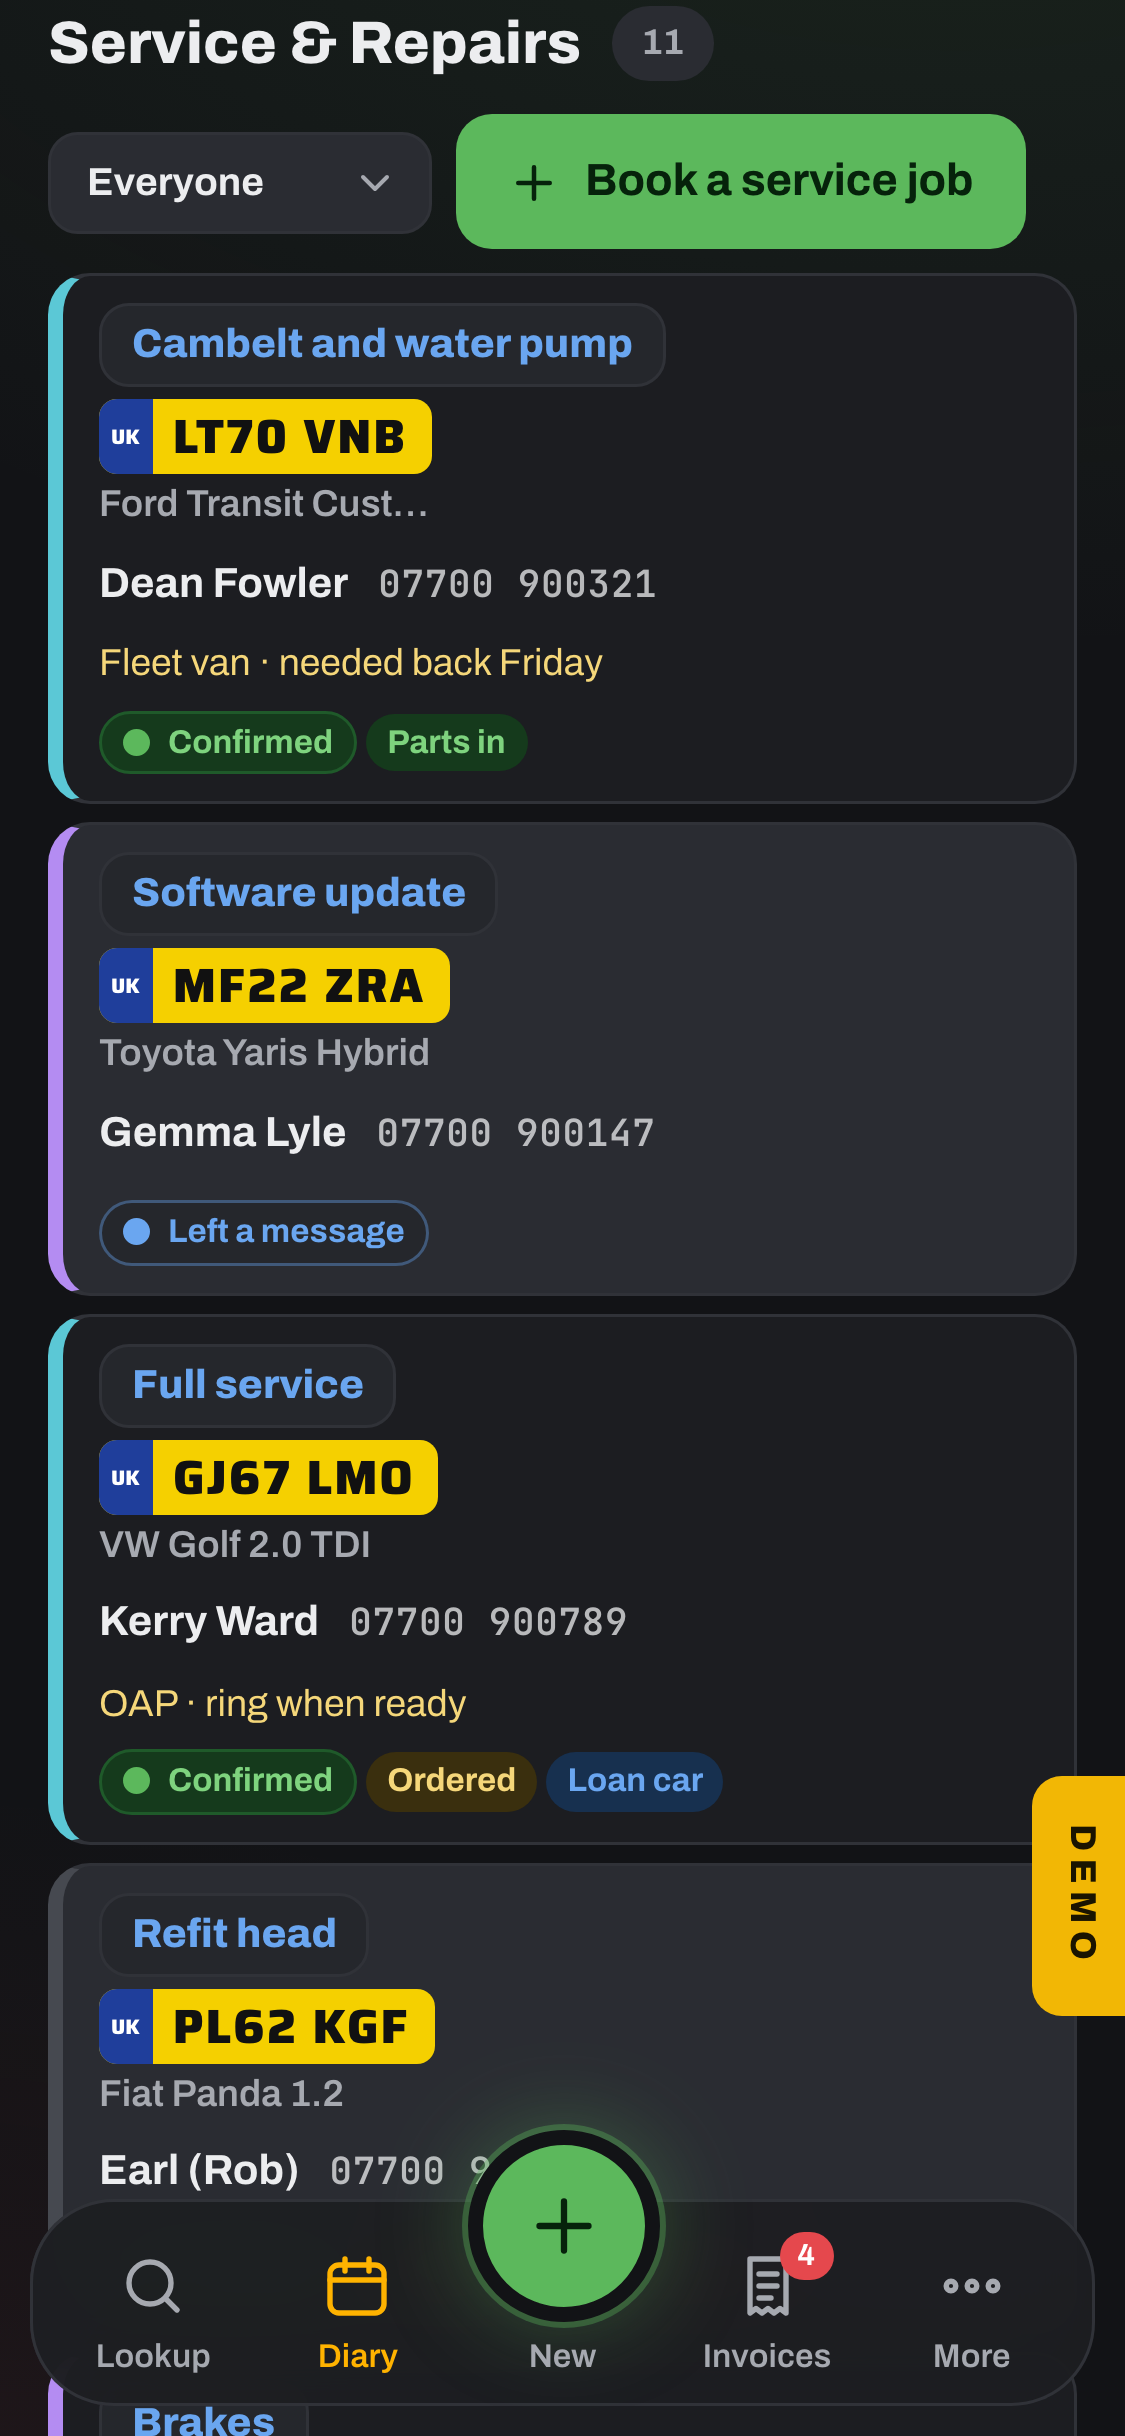 Service & Repairs 11
Everyone
+ Book a service job
Cambelt and water pump
UK LT70 VNB
Ford Transit Cust...
Dean Fowler 07700 900321
Fleet van · needed back Friday
Confirmed Parts in
Software update
UK MF22 ZRA
Toyota Yaris Hybrid
Gemma Lyle 07700 900147
Left a message
Full service
UK GJ67 LMO
VW Golf 2.0 TDI
Kerry Ward 07700 900789
OAP · ring when ready
Confirmed Ordered Loan car
DEMO
Refit head
UK PL62 KGF
Fiat Panda 1.2
Earl (Rob) 07700 9
4
Lookup Diary New Invoices More
Brakes